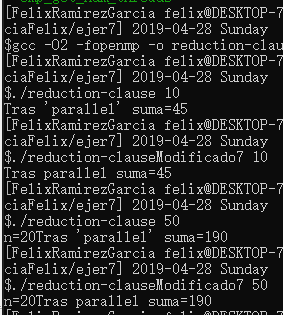 [FelixRamirezGarcia felix@DESKTOP-7
ciaFelix/ejer7] 2019-04-28 Sunday
$gcc -O2 -fopenmp -o reduction-clau
[FelixRamirezGarcia felix@DESKTOP-7
ciaFelix/ejer7] 2019-04-28 Sunday
$./reduction-clause 10
Tras 'parallel' suma=45
[FelixRamirezGarcia felix@DESKTOP-7
ciaFelix/ejer7] 2019-04-28 Sunday
$./reduction-clauseModificado7 10
Tras parallel suma=45
[FelixRamirezGarcia felix@DESKTOP-7
ciaFelix/ejer7] 2019-04-28 Sunday
$./reduction-clause 50
n=20Tras 'parallel' suma=190
[FelixRamirezGarcia felix@DESKTOP-7
ciaFelix/ejer7] 2019-04-28 Sunday
$./reduction-clauseModificado7 50
n=20Tras parallel suma=190